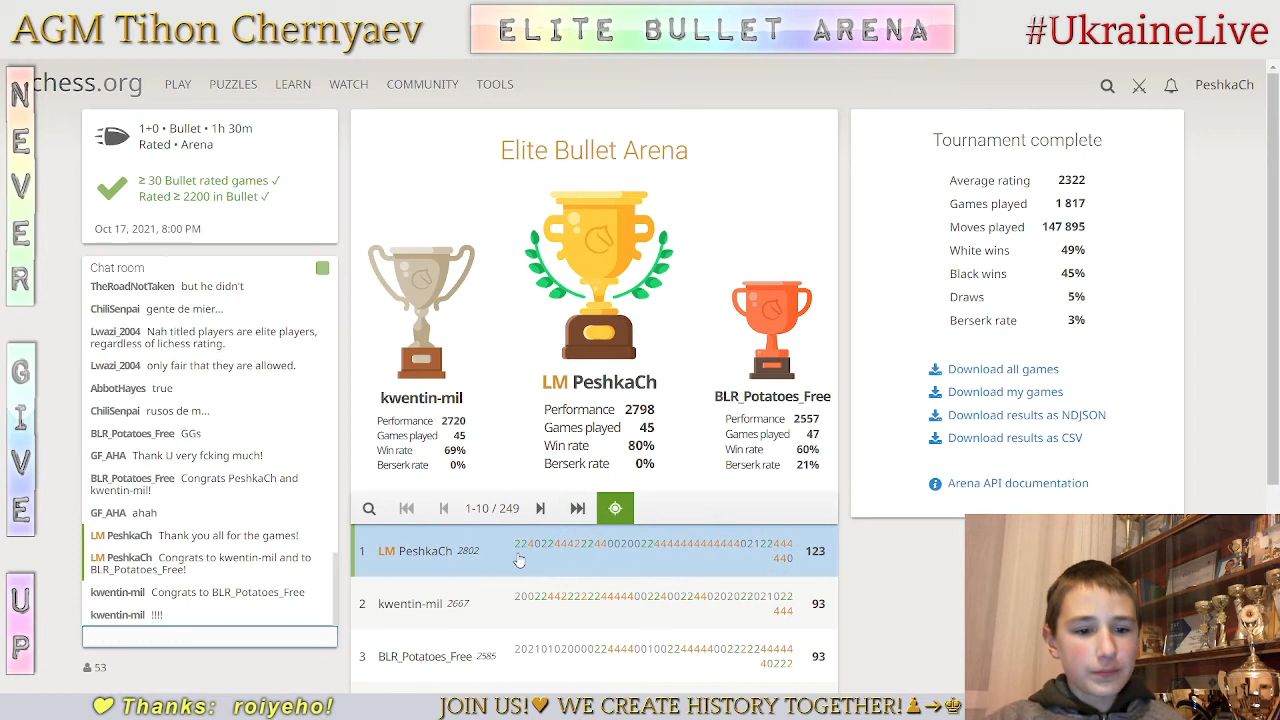 AGM Tihon Chernyaev
ELITE BULLET ARENA
#UkraineLive
NEVER
GIVE
UP
chess.org
PLAY PUZZLES LEARN WATCH COMMUNITY TOOLS
PeshkaCh
1+0 • Bullet • 1h 30m
Rated • Arena
≥ 30 Bullet rated games ✓
Rated ≥ 2200 in Bullet ✓
Oct 17, 2021, 8:00 PM
Chat room
TheRoadNotTaken but he didn't
ChiliSenpai gente de mier...
Lwazi_2004 Nah titled players are elite players,
regardless of lichess rating.
Lwazi_2004 only fair that they are allowed.
AbbotHayes true
ChiliSenpai rusos de m...
BLR_Potatoes_Free GGs
GF_AHA Thank U very fcking much!
BLR_Potatoes_Free Congrats PeshkaCh and
kwentin-mil!
GF_AHA ahah
LM PeshkaCh Thank you all for the games!
LM PeshkaCh Congrats to kwentin-mil and to
BLR_Potatoes_Free!
kwentin-mil Congrats to BLR_Potatoes_Free
kwentin-mil !!!!
53
Elite Bullet Arena
kwentin-mil
Performance 2720
Games played 45
Win rate 69%
Berserk rate 0%
LM PeshkaCh
Performance 2798
Games played 45
Win rate 80%
Berserk rate 0%
BLR_Potatoes_Free
Performance 2557
Games played 47
Win rate 60%
Berserk rate 21%
1-10 / 249
1 LM PeshkaCh 2802 123
2 kwentin-mil 2667 93
3 BLR_Potatoes_Free 2585 93
Tournament complete
Average rating 2322
Games played 1 817
Moves played 147 895
White wins 49%
Black wins 45%
Draws 5%
Berserk rate 3%
Download all games
Download my games
Download results as NDJSON
Download results as CSV
Arena API documentation
Thanks: roiyeho!
JOIN US!♥ WE CREATE HISTORY TOGETHER!♟→♔